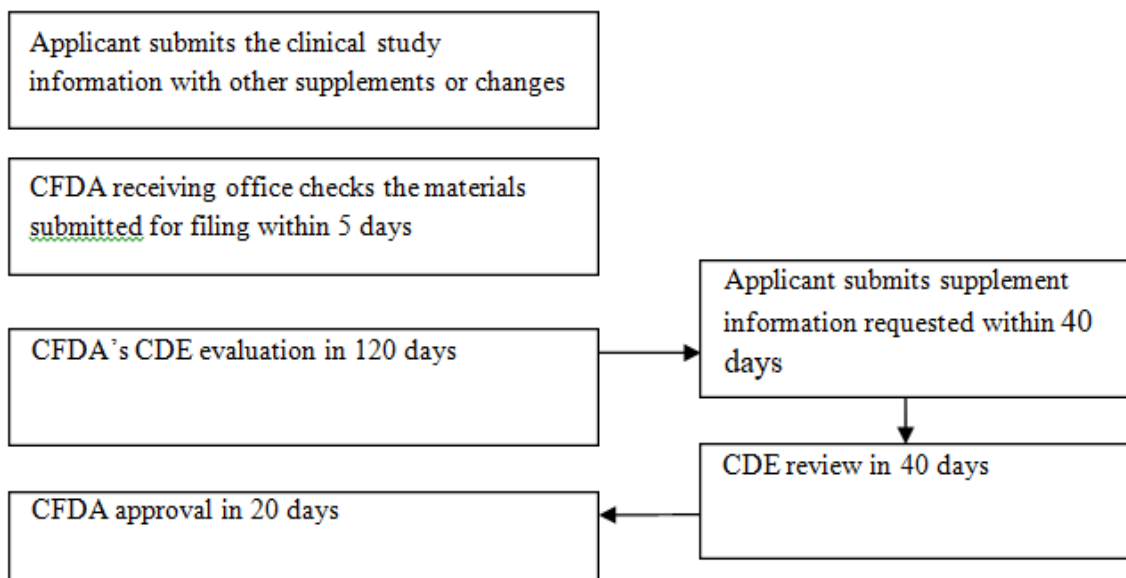 Applicant submits the clinical study
information with other supplements or changes
CFDA receiving office checks the materials
submitted for filing within 5 days
CFDA's CDE evaluation in 120 days
Applicant submits supplement
information requested within 40
days
CDE review in 40 days
CFDA approval in 20 days